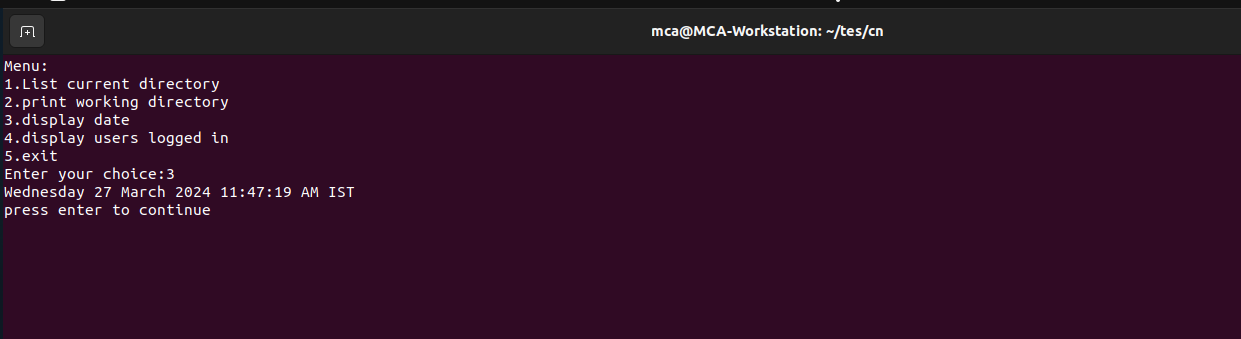 mca@MCA-Workstation: ~/tes/cn
Menu:
1.List current directory
2.print working directory
3.display date
4.display users logged in
5.exit
Enter your choice:3
Wednesday 27 March 2024 11:47:19 AM IST
press enter to continue